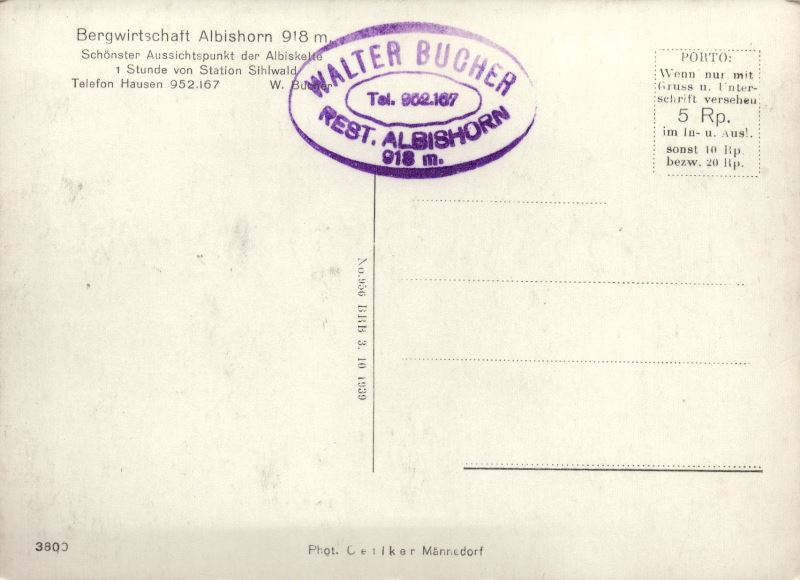 Bergwirtschaft Albishorn 918 m.
Schönster Aussichtspunkt der Albiskette
1 Stunde von Station Sihlwald
Telefon Hausen 952.167 W. Bucher
WALTER BUCHER
Tel. 952.167
REST. ALBISHORN
918 m.
PORTO:
Wenn nur mit
Gruss u. Unter-
schrift versehen
5 Rp.
im In- u. Ausl.
sonst 10 Rp.
bezw. 20 Rp.
No. 956 BRB 3. 10 1939
3800
Phot. Oetiker Männedorf